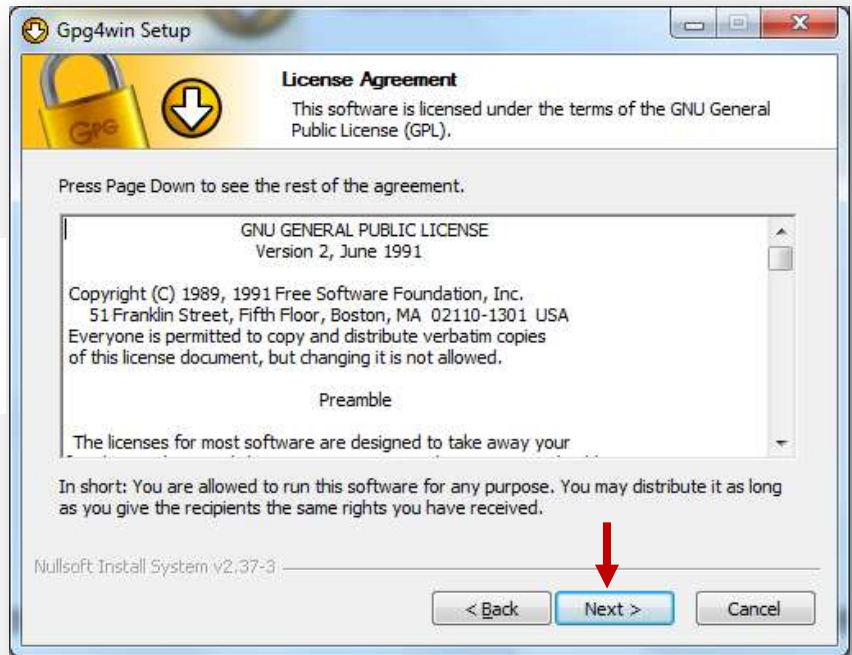 Gpg4win Setup
License Agreement
This software is licensed under the terms of the GNU General
Public License (GPL).
GPG
Press Page Down to see the rest of the agreement.
GNU GENERAL PUBLIC LICENSE
Version 2, June 1991
Copyright (C) 1989, 1991 Free Software Foundation, Inc.
51 Franklin Street, Fifth Floor, Boston, MA 02110-1301 USA
Everyone is permitted to copy and distribute verbatim copies
of this license document, but changing it is not allowed.
Preamble
The licenses for most software are designed to take away your
In short: You are allowed to run this software for any purpose. You may distribute it as long
as you give the recipients the same rights you have received.
Nullsoft Install System v2.37-3
< Back Next > Cancel